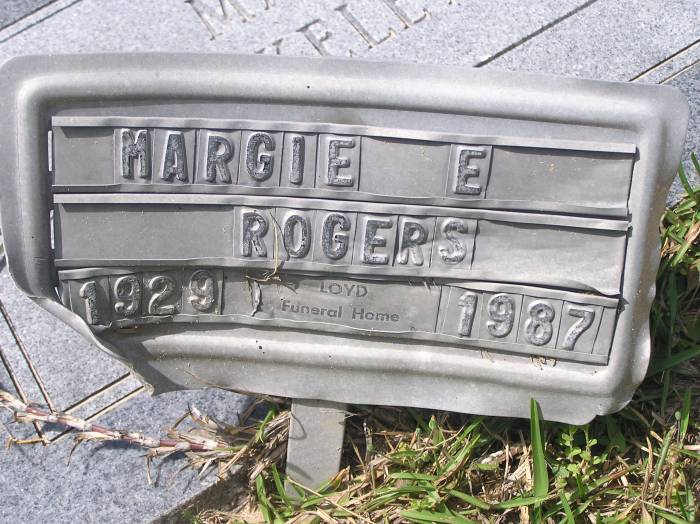 MARGIE E
ROGERS
1929 LOYD 1987
Funeral Home